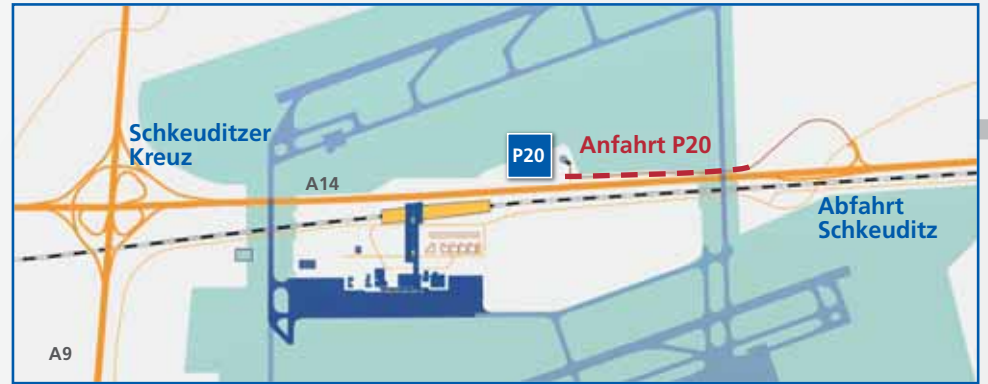 Schkeuditzer
Kreuz
P20
Anfahrt P20
A14
Abfahrt
Schkeuditz
A9